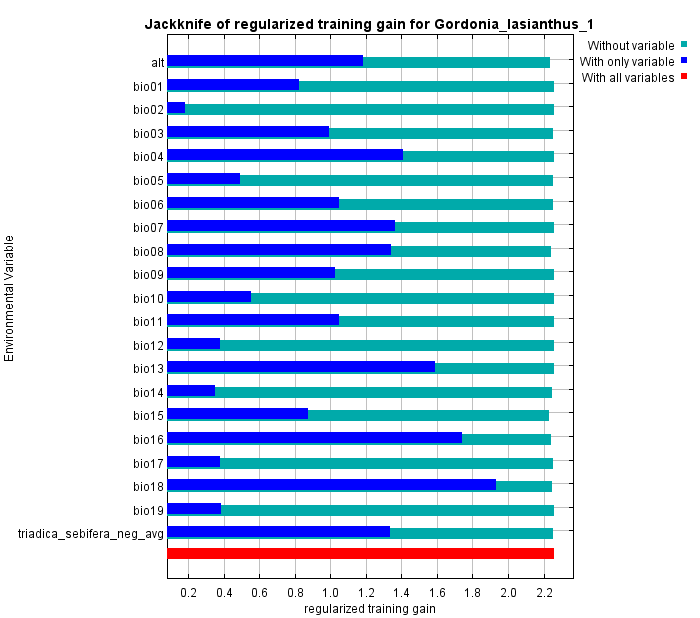 Jackknife of regularized training gain for Gordonia_lasianthus_1
Without variable
With only variable
With all variables
Environmental Variable
alt
bio01
bio02
bio03
bio04
bio05
bio06
bio07
bio08
bio09
bio10
bio11
bio12
bio13
bio14
bio15
bio16
bio17
bio18
bio19
triadica_sebifera_neg_avg
0.2 0.4 0.6 0.8 1.0 1.2 1.4 1.6 1.8 2.0 2.2
regularized training gain